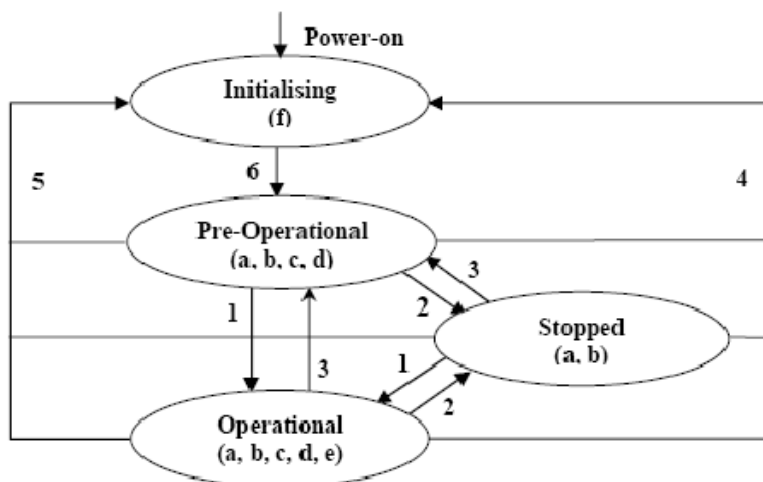 Power-on
Initialising
(f)
5
6
4
Pre-Operational
(a, b, c, d)
3
2
1
Stopped
(a, b)
3
1
2
Operational
(a, b, c, d, e)